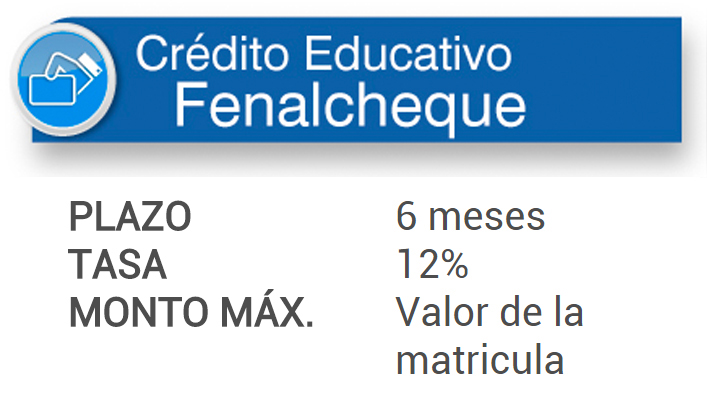 Crédito Educativo
Fenalcheque
PLAZO 6 meses
TASA 12%
MONTO MÁX. Valor de la
matricula